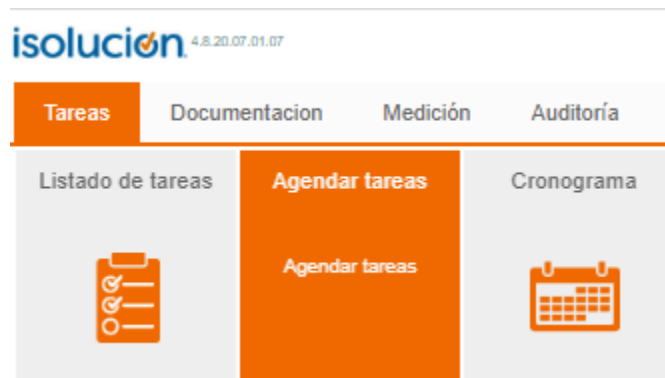 isolución 4.8.20.07.01.07
Tareas Documentacion Medición Auditoría
Listado de tareas Agendar tareas Cronograma
Agendar tareas